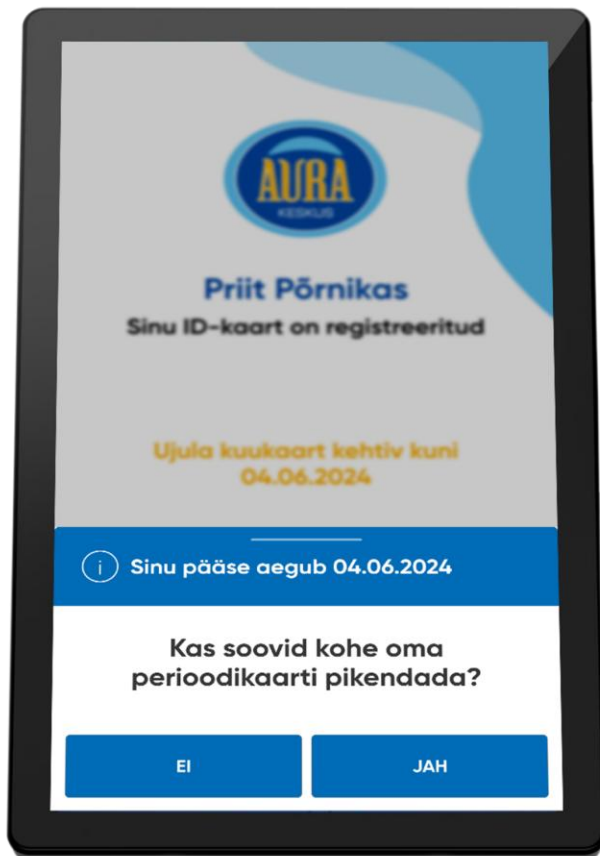 AURA
KESKUS
Priit Põrnikas
Sinu ID-kaart on registreeritud
Ujula kuukaart kehtiv kuni
04.06.2024
i
Sinu pääse aegub 04.06.2024
Kas soovid kohe oma
perioodikaarti pikendada?
EI
JAH